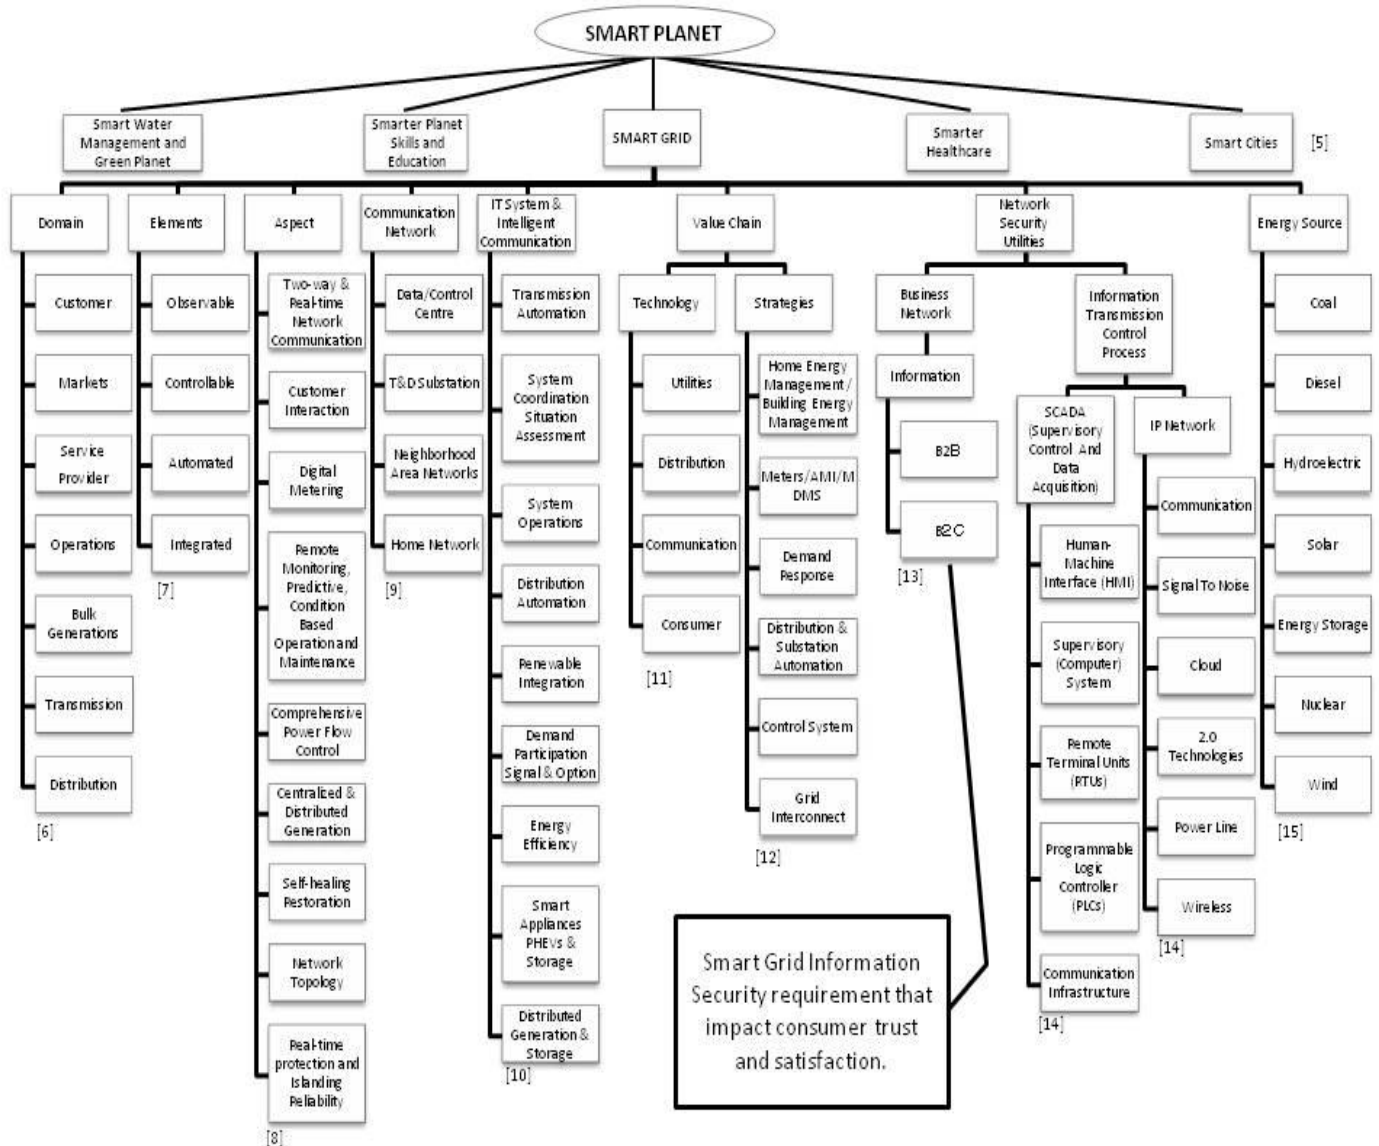 SMART PLANET
Smart Water
Management and
Green Planet
Smarter Planet
Skills and
Education
SMART GRID
Smarter
Healthcare
Smart Cities
[5]
Domain
Elements
Aspect
Communication
Network
IT System &
Intelligent
Communication
Value Chain
Network
Security
Utilities
Energy Source
Customer
Markets
Service
Provider
Operations
Bulk
Generations
Transmission
Distribution
[6]
Observable
Controllable
Automated
Integrated
[7]
Two-way &
Real-time
Network
Communication
Customer
Interaction
Digital
Metering
Remote
Monitoring,
Predictive,
Condition
Based
Operation and
Maintenance
Comprehensive
Power Flow
Control
Centralized &
Distributed
Generation
Self-healing
Restoration
Network
Topology
Real-time
protection and
Islanding
Reliability
[8]
Data/Control
Centre
T&D Substation
Neighborhood
Area Networks
Home Network
[9]
Transmission
Automation
System
Coordination
Situation
Assessment
System
Operations
Distribution
Automation
Renewable
Integration
Demand
Participation
Signal & Option
Energy
Efficiency
Smart
Appliances
PHEVs &
Storage
Distributed
Generation &
Storage
[10]
Technology
Utilities
Distribution
Communication
Consumer
[11]
Strategies
Home Energy
Management/
Building Energy
Management
Meters/AMI/M
DMS
Demand
Response
Distribution &
Substation
Automation
Control System
Grid
Interconnect
[12]
Business
Network
Information
B2B
B2C
[13]
Information
Transmission
Control
Process
SCADA
(Supervisory
Control And
Data
Acquisition)
Human-
Machine
Interface (HMI)
Supervisory
(Computer)
System
Remote
Terminal Units
(RTUs)
Programmable
Logic
Controller
(PLCs)
Communication
Infrastructure
[14]
IP Network
Communication
Signal To Noise
Cloud
2.0
Technologies
Power Line
Wireless
[14]
Coal
Diesel
Hydroelectric
Solar
Energy Storage
Nuclear
Wind
[15]
Smart Grid Information
Security requirement that
impact consumer trust
and satisfaction.